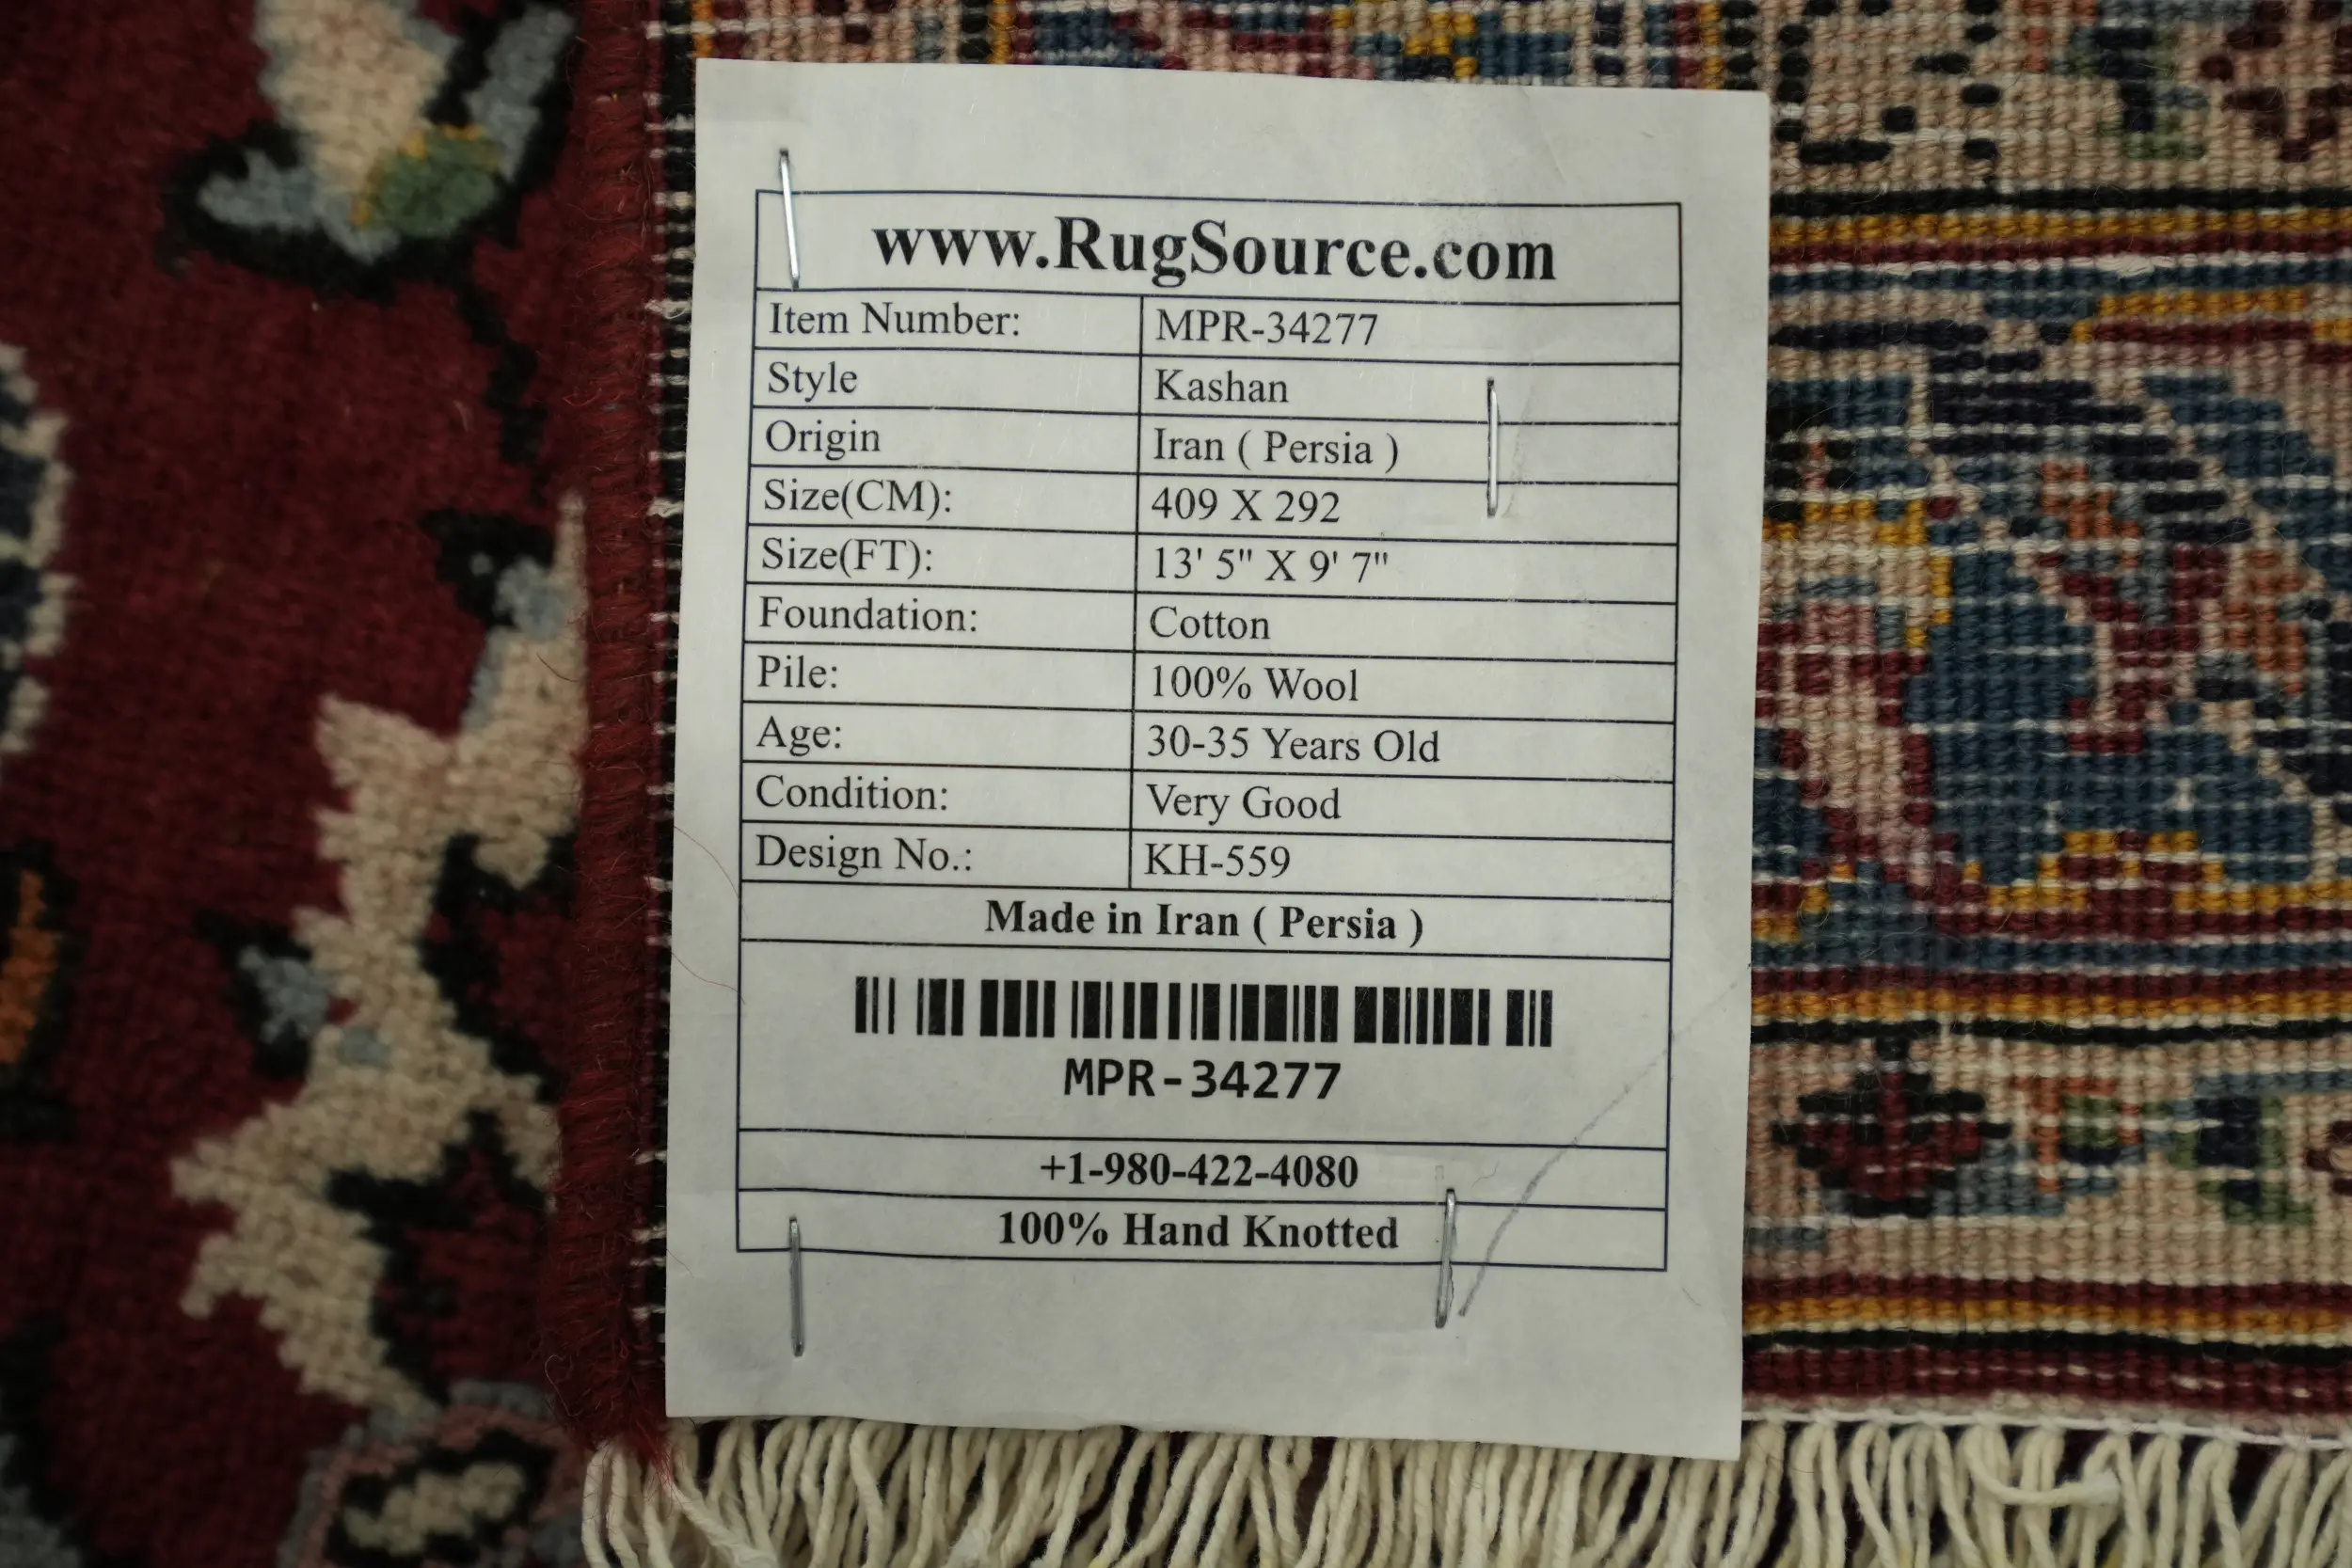 www.RugSource.com
Item Number: MPR-34277
Style Kashan
Origin Iran ( Persia )
Size(CM): 409 X 292
Size(FT): 13' 5" X 9' 7"
Foundation: Cotton
Pile: 100% Wool
Age: 30-35 Years Old
Condition: Very Good
Design No.: KH-559
Made in Iran ( Persia )
MPR-34277
+1-980-422-4080
100% Hand Knotted